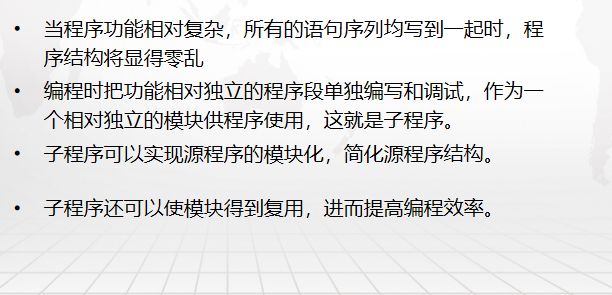 • 当程序功能相对复杂，所有的语句序列均写到一起时，程
序结构将显得零乱
• 编程时把功能相对独立的程序段单独编写和调试，作为一
个相对独立的模块供程序使用，这就是子程序。
• 子程序可以实现源程序的模块化，简化源程序结构。
• 子程序还可以使模块得到复用，进而提高编程效率。